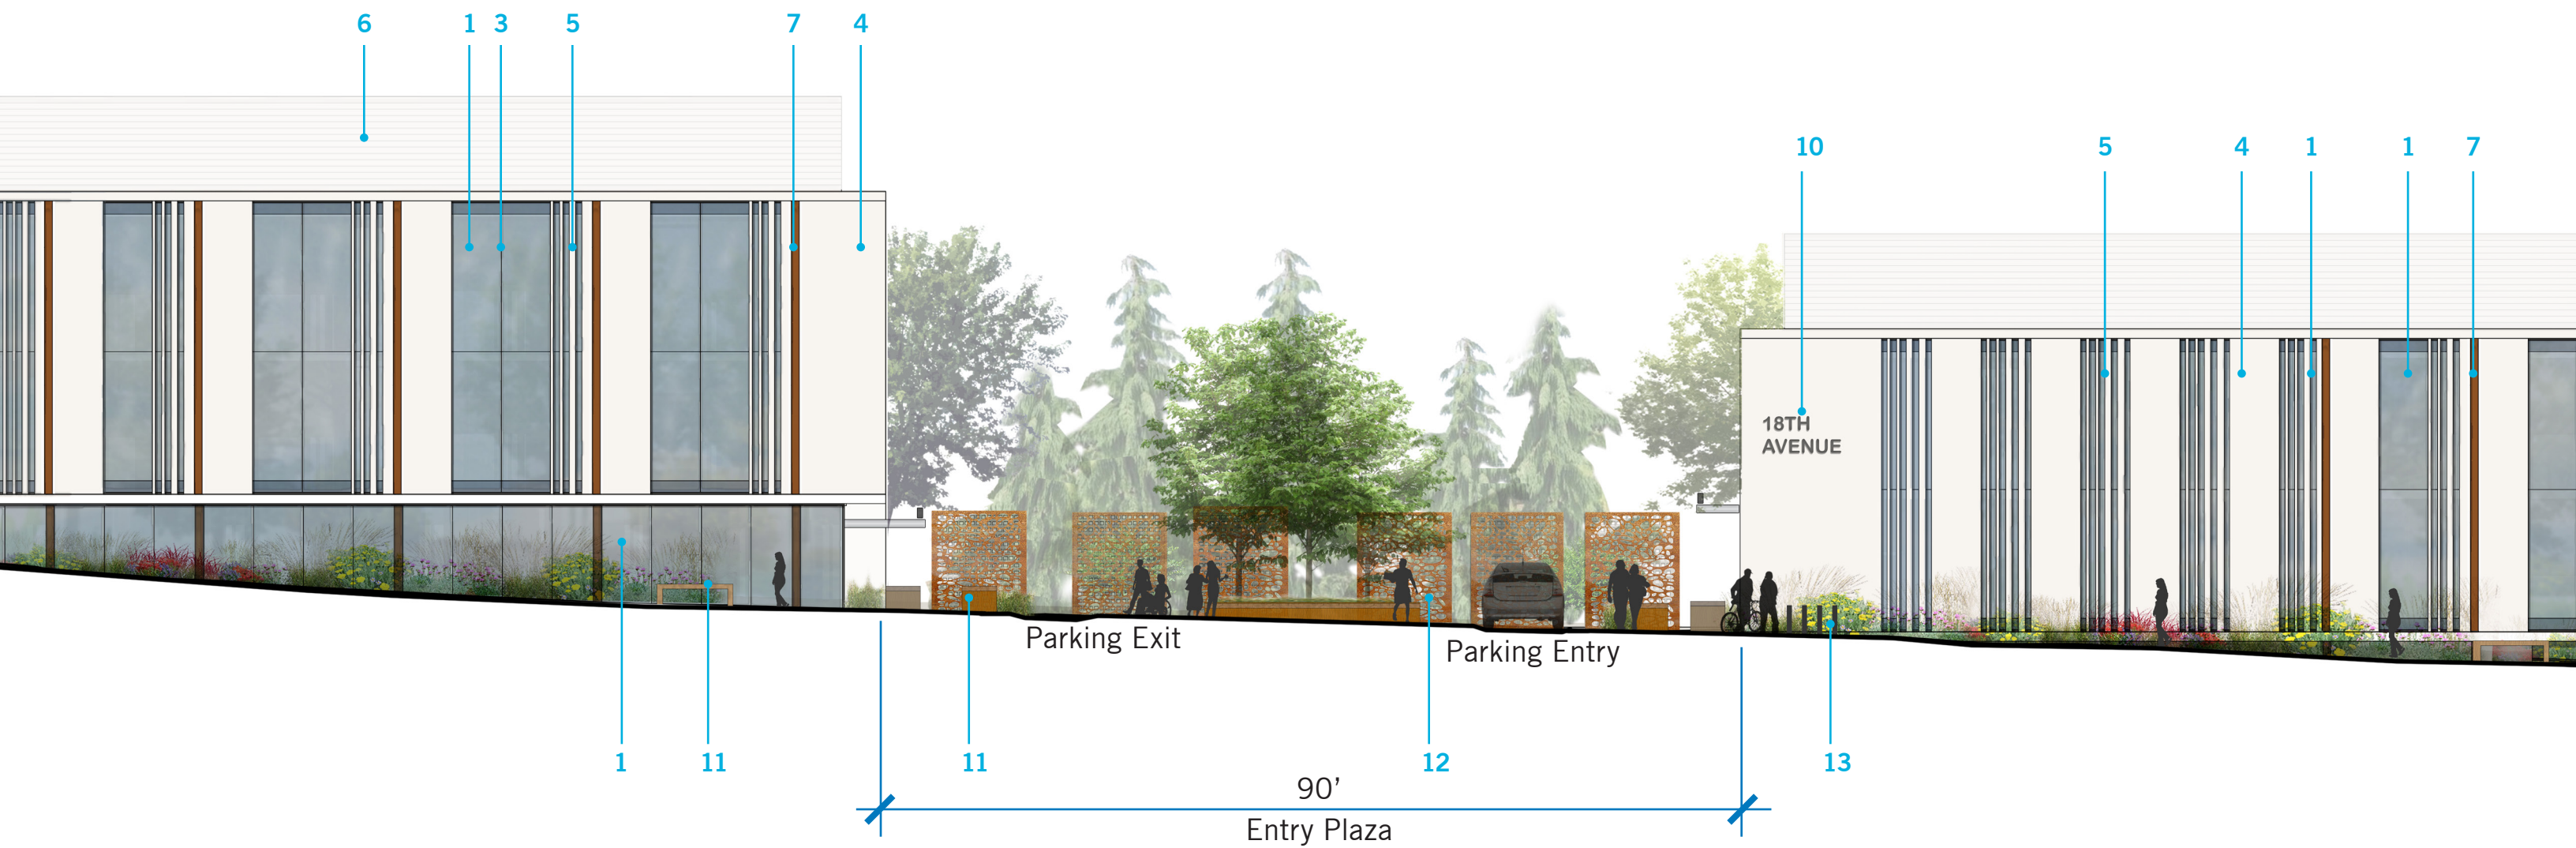 6 1 3 5 7 4
10 5 4 1 1 7
18TH
AVENUE
Parking Exit
Parking Entry
1 11 11 12 13
90’
Entry Plaza